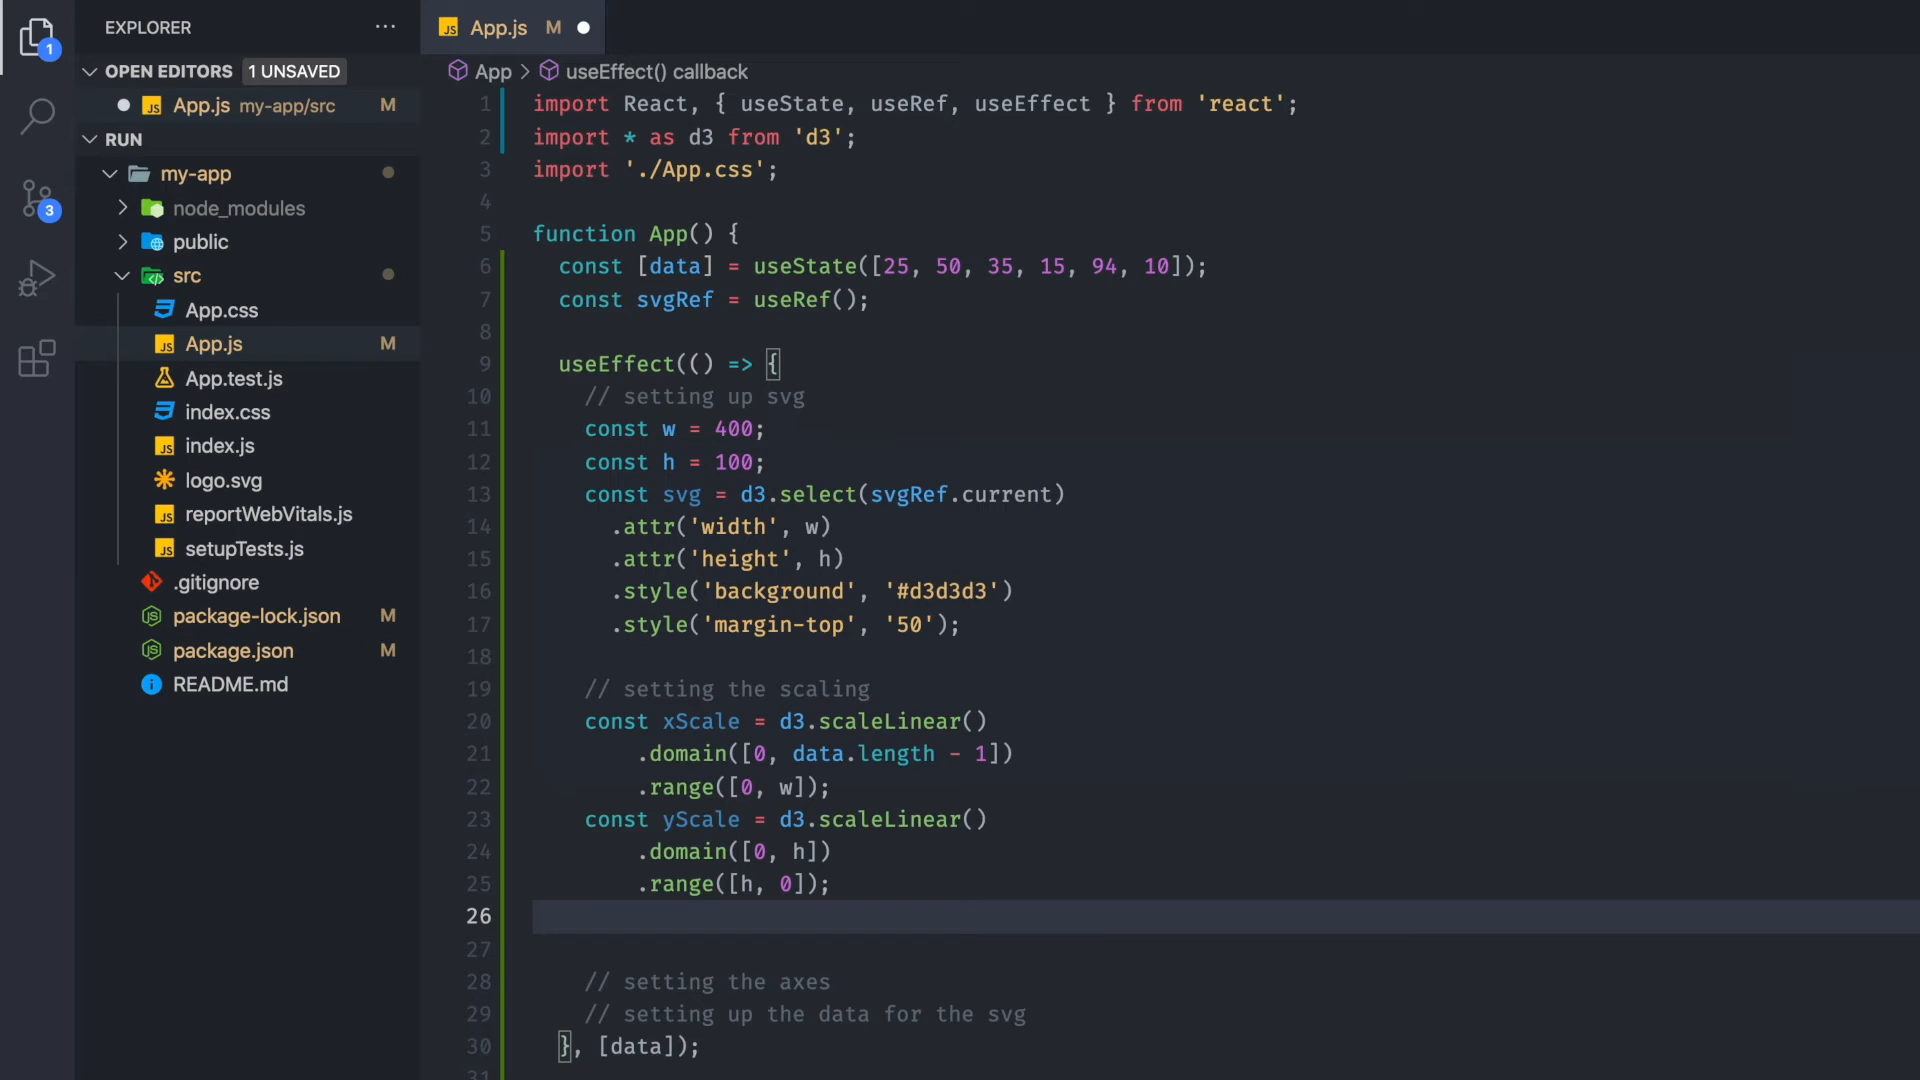 EXPLORER
OPEN EDITORS 1 UNSAVED
App.js my-app/src M
RUN
my-app
node_modules
public
src
App.css
App.js M
App.test.js
index.css
index.js
logo.svg
reportWebVitals.js
setupTests.js
.gitignore
package-lock.json M
package.json M
README.md
1
3
App.js M
App > useEffect() callback
1 import React, { useState, useRef, useEffect } from 'react';
2 import * as d3 from 'd3';
3 import './App.css';
4
5 function App() {
6 const [data] = useState([25, 50, 35, 15, 94, 10]);
7 const svgRef = useRef();
8
9 useEffect(() => {
10 // setting up svg
11 const w = 400;
12 const h = 100;
13 const svg = d3.select(svgRef.current)
14 .attr('width', w)
15 .attr('height', h)
16 .style('background', '#d3d3d3')
17 .style('margin-top', '50');
18
19 // setting the scaling
20 const xScale = d3.scaleLinear()
21 .domain([0, data.length - 1])
22 .range([0, w]);
23 const yScale = d3.scaleLinear()
24 .domain([0, h])
25 .range([h, 0]);
26
27
28 // setting the axes
29 // setting up the data for the svg
30 }, [data]);
31